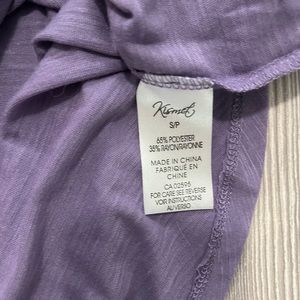 Kismet
S/P
65% POLYESTER
35% RAYON/RAYONNE
MADE IN CHINA
FABRIQUÉ EN
CHINE
CA 02595
FOR CARE SEE REVERSE
VOIR INSTRUCTIONS
AU VERSO